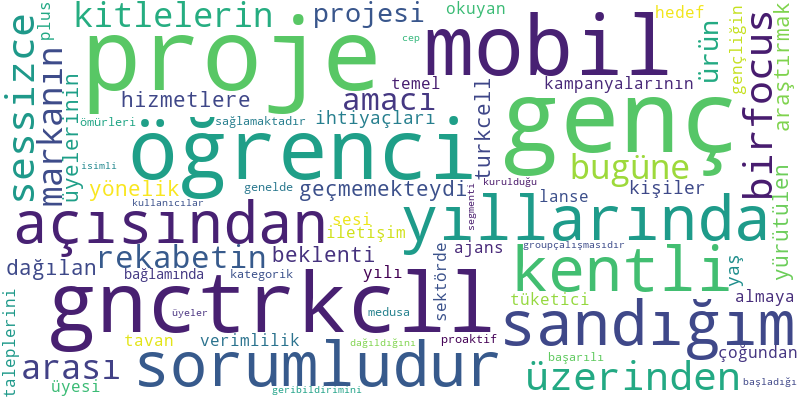 kitlelerin
projesi
okuyan
hedef
plus
sessizce
markanın
üyelerinin
proje
mobil
cep
ürün
gençliğin
birfocus
araştırmak
hizmetlere
amacı
temel
kampanyalarının
genç
ömürleri
sağlamaktadır
ihtiyaçları
turkcell
öğrenci
isimli
yönelik
genelde
geçmemekteydi
kurulduğu
bugüne
kişiler
kullanıcılar
segmenti
lanse
açısından
sesi
iletişim
yıllarında
yürütülen
rekabetin
beklenti
sektörde
ajans
groupçalışmasıdır
dağılan
bağlamında
kategorik
yılı
kentli
yaş
gnctrkcll
tüketici
almaya
taleplerini
üyeler
medusa
sandığım
tavan
verimlilik
dağıldığını
proaktif
çoğundan
arası
sorumludur
başarılı
üzerinden
üyesi
geribildirimini
başladığı